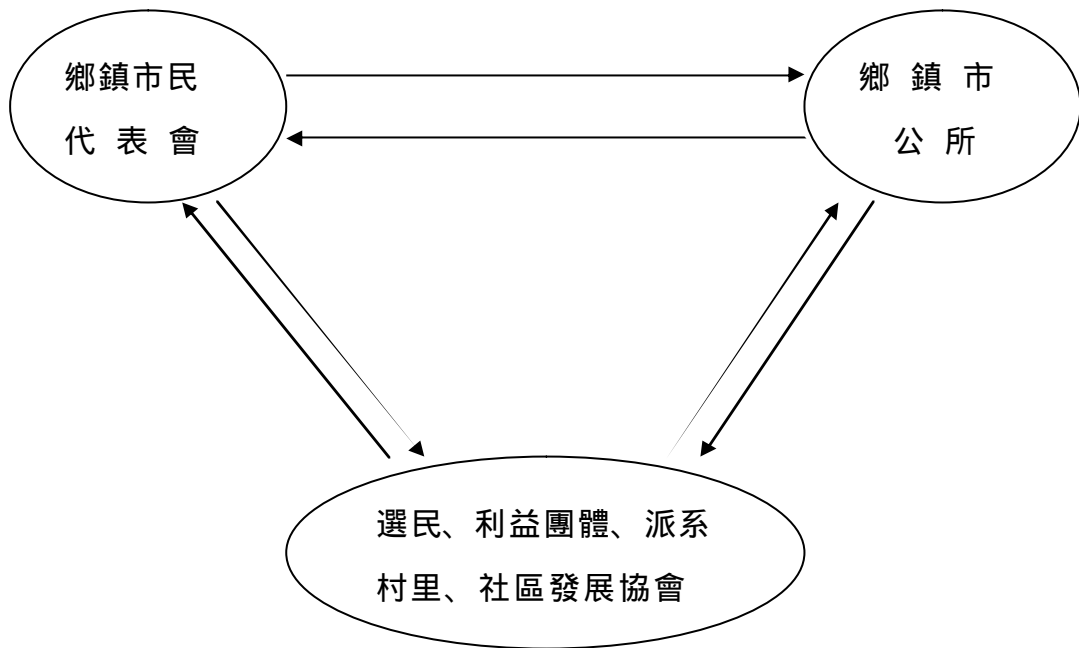 鄉鎮市民
代表會
鄉鎮市
公所
選民、利益團體、派系
村里、社區發展協會